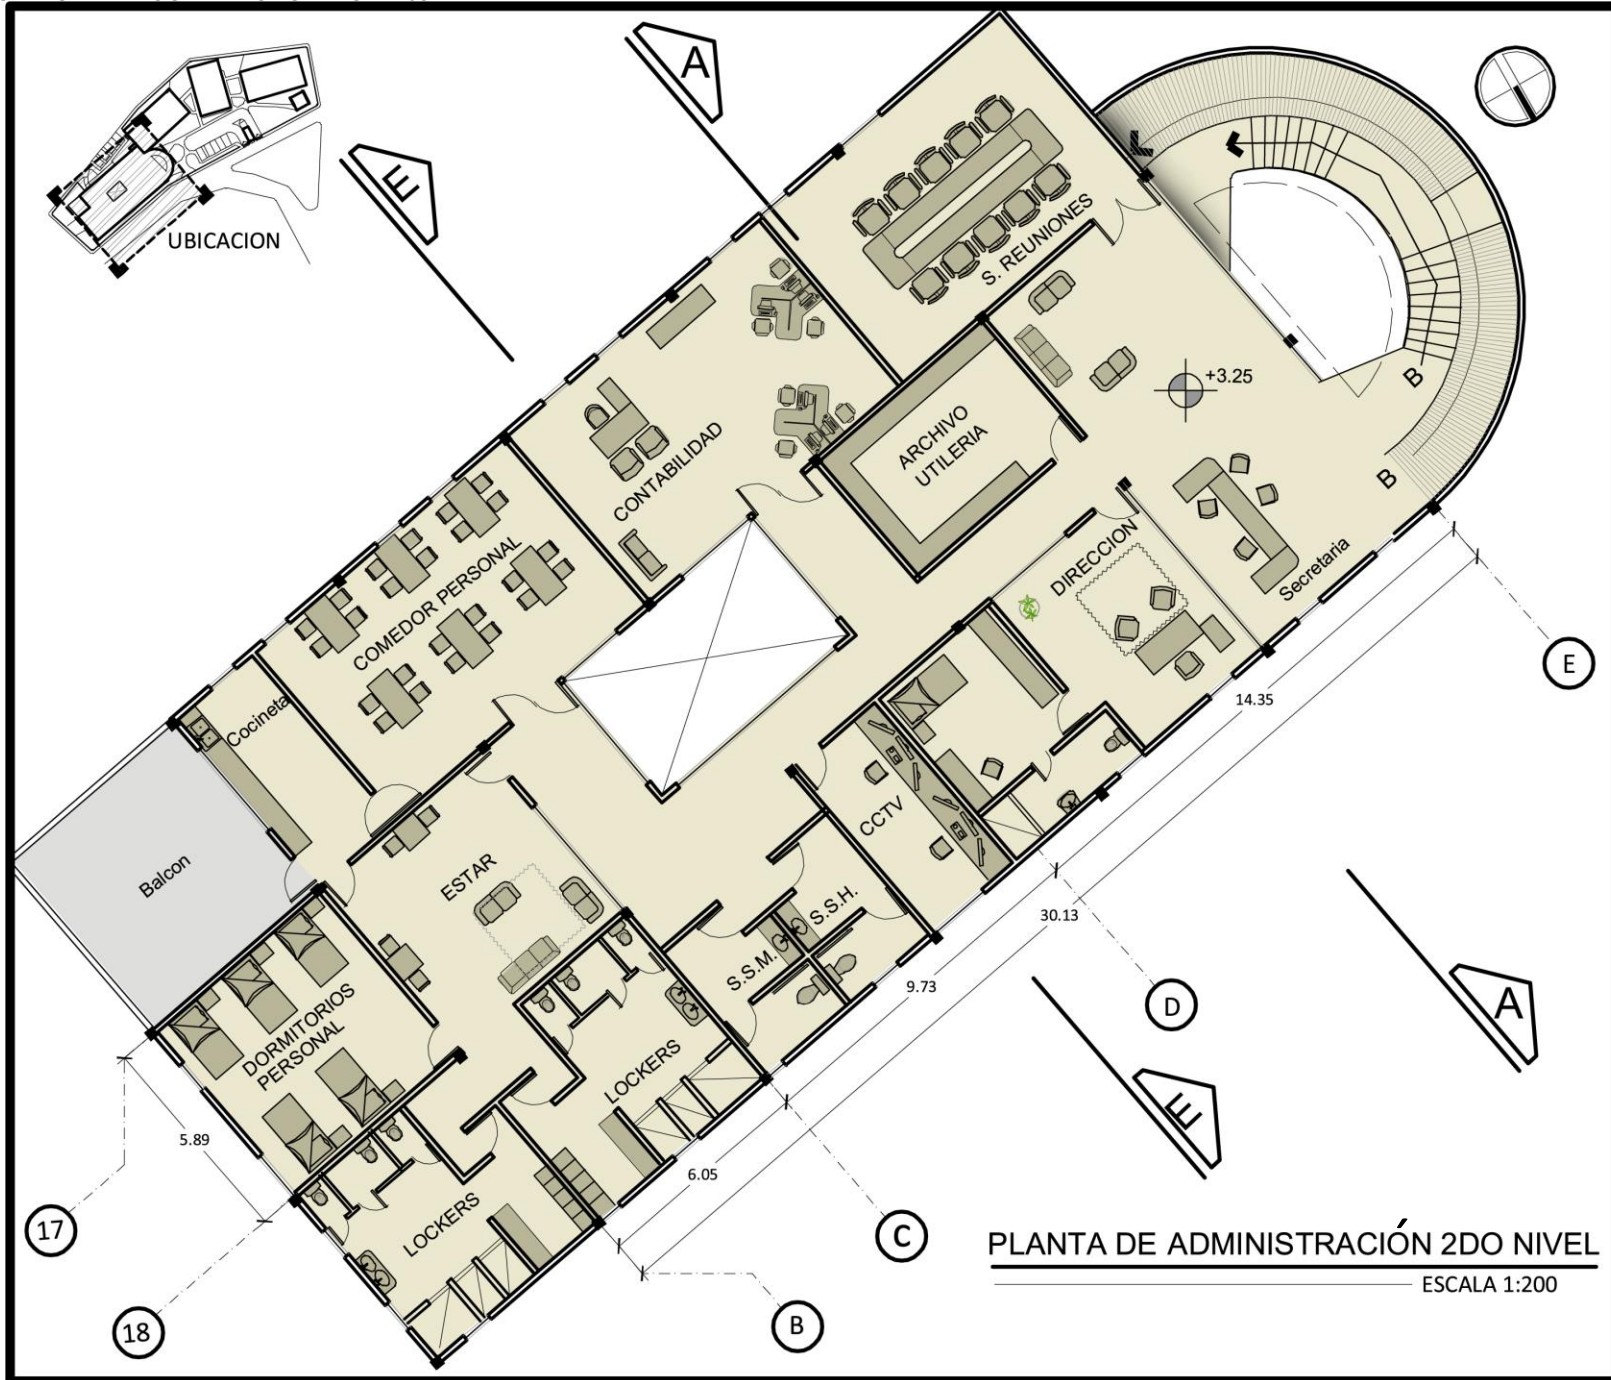 A
E
UBICACION
S. REUNIONES
+3.25
B
B
CONTABILIDAD
ARCHIVO
UTILERIA
COMEDOR PERSONAL
DIRECCION
Secretaria
Cocineta
E
14.35
CCTV
Balcon
ESTAR
S.S.H.
30.13
S.S.M.
9.73
A
D
DORMITORIOS
PERSONAL
LOCKERS
E
5.89
6.05
LOCKERS
17
C
18
B
PLANTA DE ADMINISTRACIÓN 2DO NIVEL
ESCALA 1:200